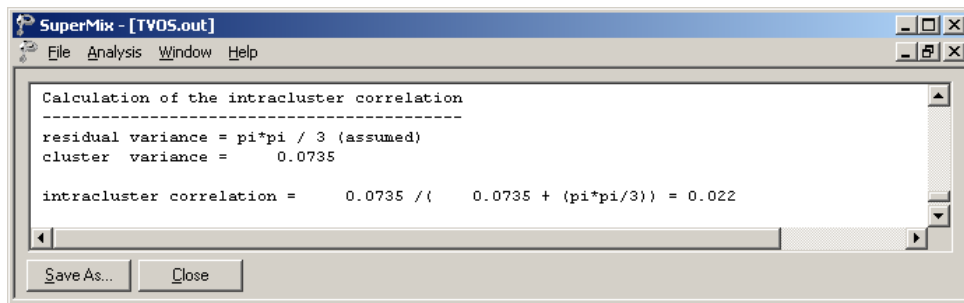 SuperMix - [TVOS.out]
File Analysis Window Help
Calculation of the intracluster correlation
-------------------------------------------
residual variance = pi*pi / 3 (assumed)
cluster  variance =     0.0735
intracluster correlation =     0.0735 /(    0.0735 + (pi*pi/3)) = 0.022
Save As... Close